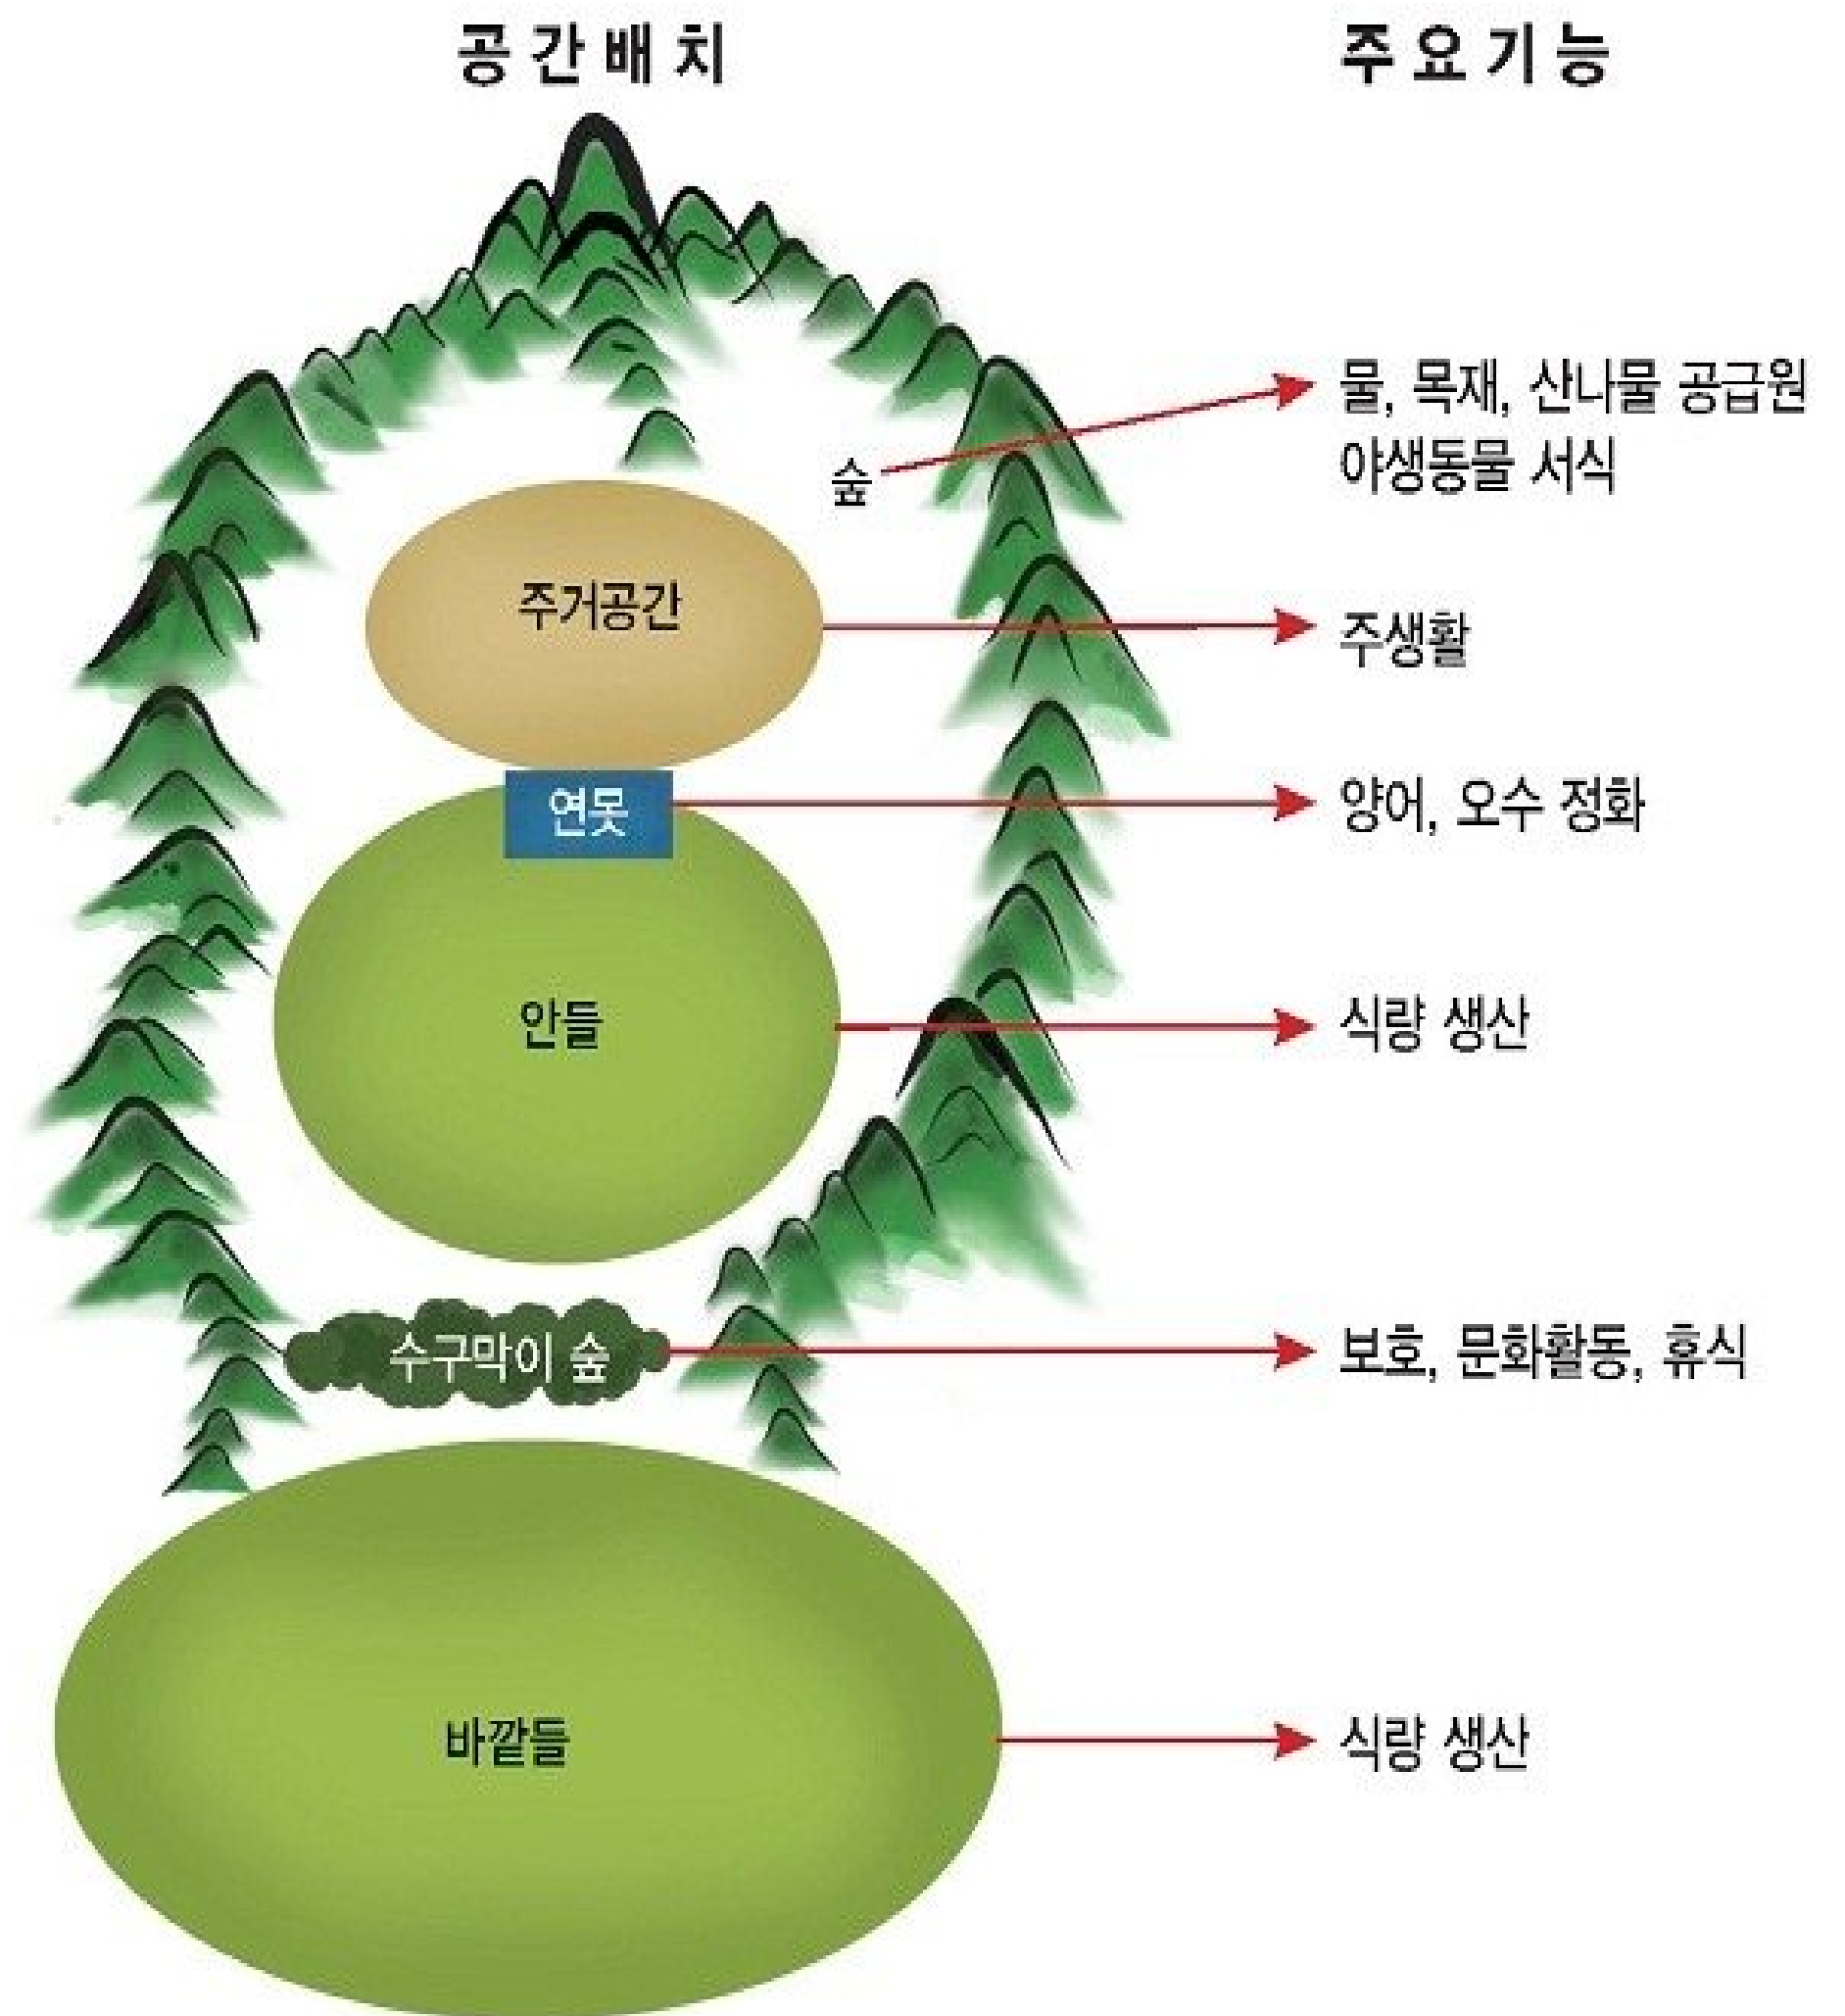 공간배치
주요기능
숲
물, 목재, 산나물 공급원
야생동물 서식
주거공간
주생활
연못
양어, 오수 정화
안들
식량 생산
수구막이 숲
보호, 문화활동, 휴식
바깥들
식량 생산